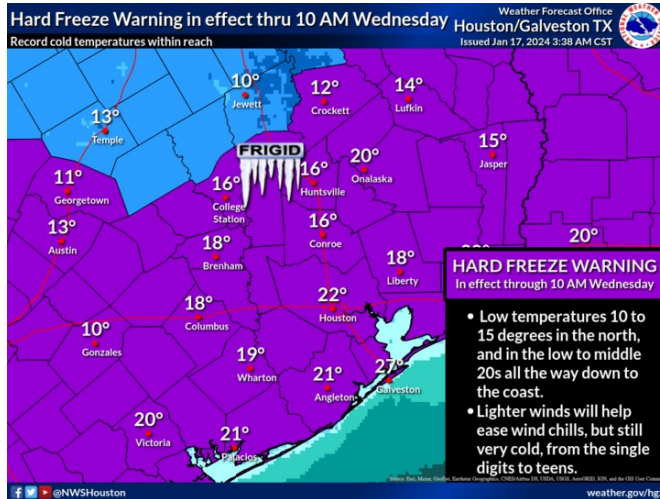 Hard Freeze Warning in effect thru 10 AM Wednesday
Record cold temperatures within reach
Weather Forecast Office
Houston/Galveston TX
Issued Jan 17, 2024 3:38 AM CST
10°
Jewett
12°
Crockett
14°
Lufkin
13°
Temple
FRIGID
15°
Jasper
11°
Georgetown
16°
College
Station
16°
Huntsville
20°
Onalaska
13°
Austin
18°
Brenham
16°
Conroe
20°
18°
Liberty
HARD FREEZE WARNING
In effect through 10 AM Wednesday
• Low temperatures 10 to
15 degrees in the north,
and in the low to middle
20s all the way down to
the coast.
• Lighter winds will help
ease wind chills, but still
very cold, from the single
digits to teens.
18°
Columbus
22°
Houston
10°
Gonzales
19°
Wharton
21°
Angleton
27°
Galveston
20°
Victoria
21°
Palacios
@NWSHouston
weather.gov/hg